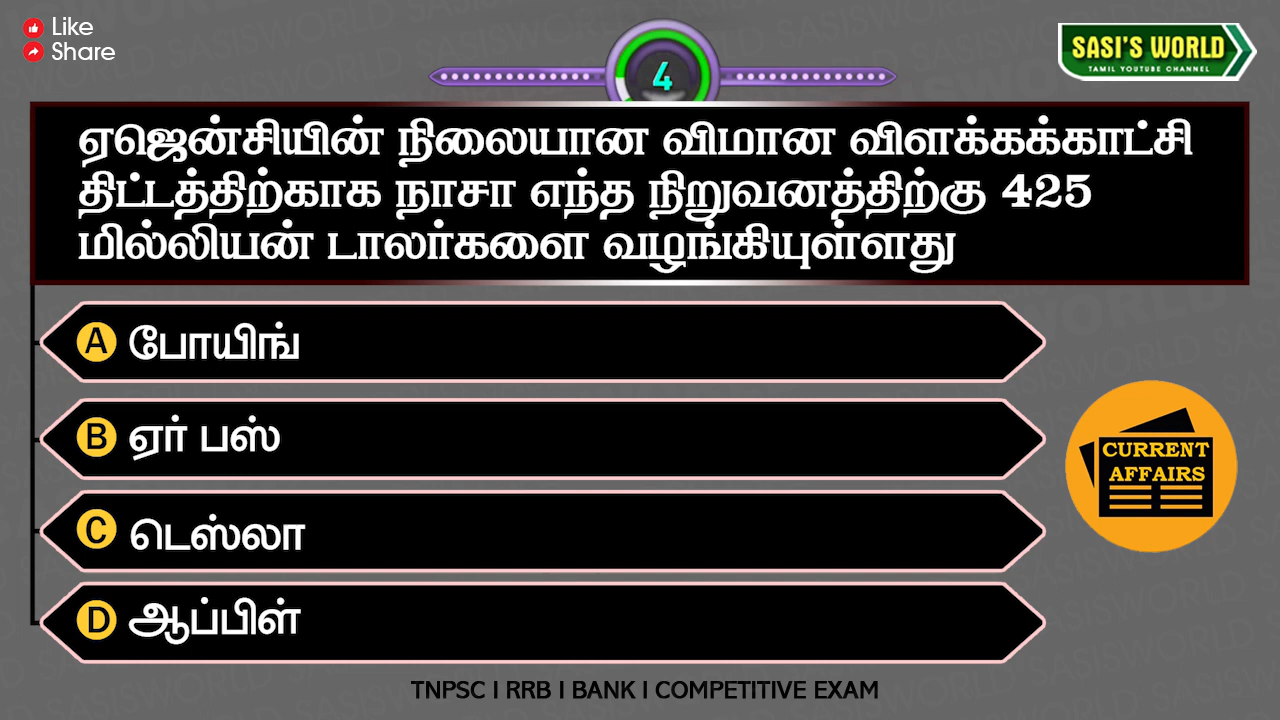 Like
Share
4
SASI'S WORLD
TAMIL YOUTUBE CHANNEL
ஏஜென்சியின் நிலையான விமான விளக்கக்காட்சி
திட்டத்திற்காக நாசா எந்த நிறுவனத்திற்கு 425
மில்லியன் டாலர்களை வழங்கியுள்ளது
A போயிங்
B ஏர் பஸ்
C டெஸ்லா
D ஆப்பிள்
CURRENT
AFFAIRS
TNPSC I RRB I BANK I COMPETITIVE EXAM